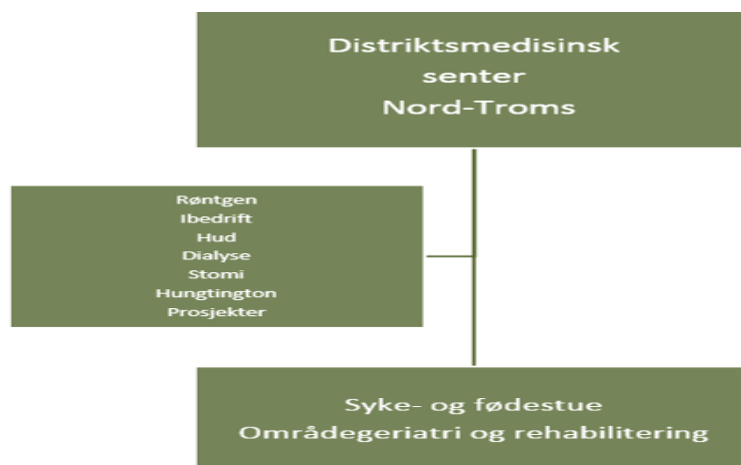 Distriktsmedisinsk
senter
Nord-Troms
Røntgen
Ibedrift
Hud
Dialyse
Stomi
Hungtington
Prosjekter
Syke- og fødestue
Områdegeriatri og rehabilitering